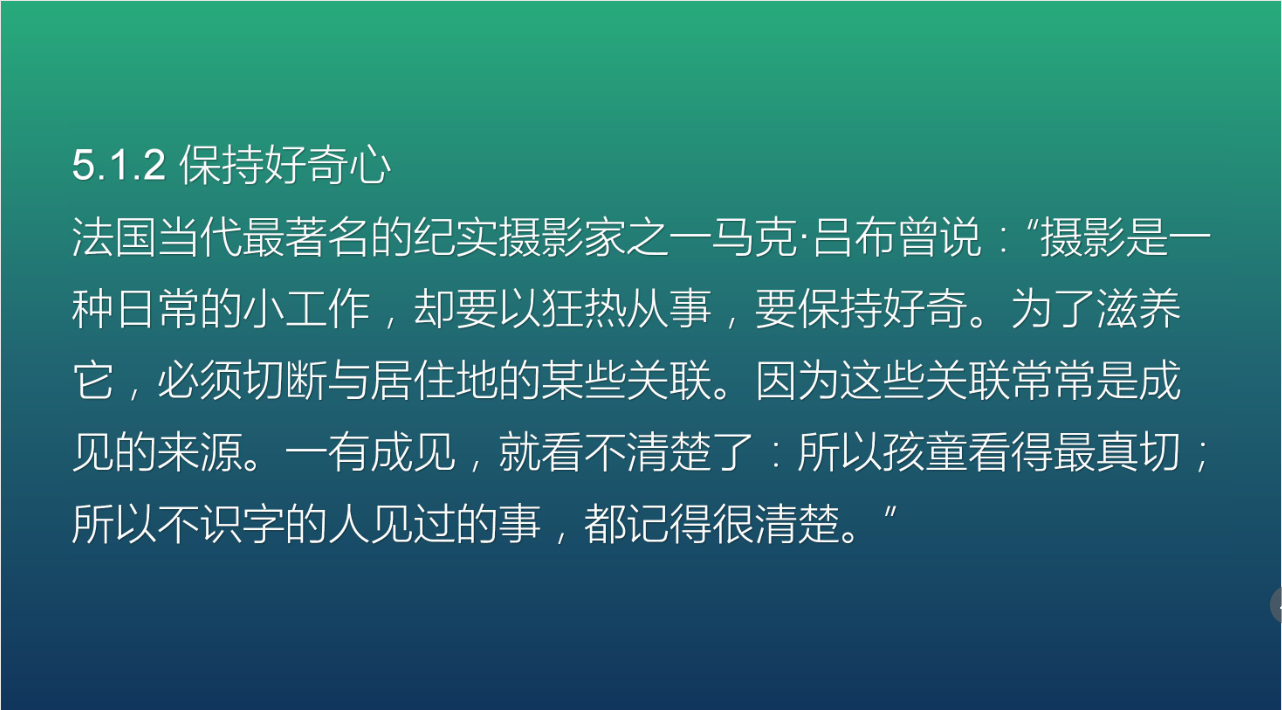 5.1.2 保持好奇心
法国当代最著名的纪实摄影家之一马克·吕布曾说：“摄影是一
种日常的小工作，却要以狂热从事，要保持好奇。为了滋养
它，必须切断与居住地的某些关联。因为这些关联常常是成
见的来源。一有成见，就看不清楚了：所以孩童看得最真切；
所以不识字的人见过的事，都记得很清楚。”